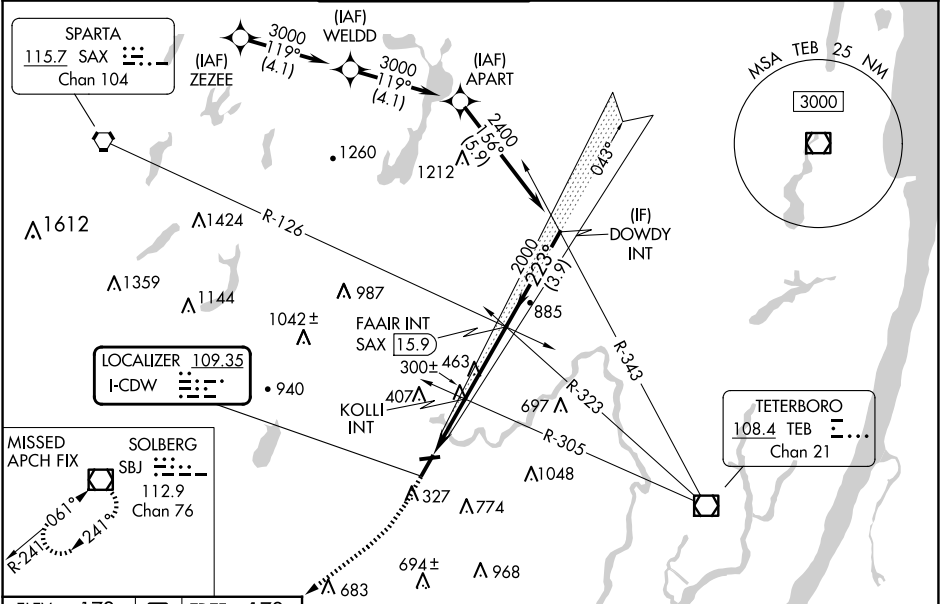 SPARTA
115.7 SAX
Chan 104
(IAF)
ZEZEE
3000
119°
(4.1)
(IAF)
WELDD
3000
119°
(4.1)
(IAF)
APART
2400
156°
(5.9)
MSA TEB 25 NM
3000
1260
1212
043°
(IF)
DOWDY
INT
1612
1424
R-126
2000
223°
(3.9)
1359
1144
987
885
1042±
FAAIR INT
SAX 15.9
R-343
LOCALIZER 109.35
I-CDW
940
300±
463
407
KOLLI
INT
697
R-323
R-305
TETERBORO
108.4 TEB
Chan 21
MISSED
APCH FIX
SOLBERG
SBJ
112.9
Chan 76
061°
241°
R-241
1048
327
774
683
694±
968